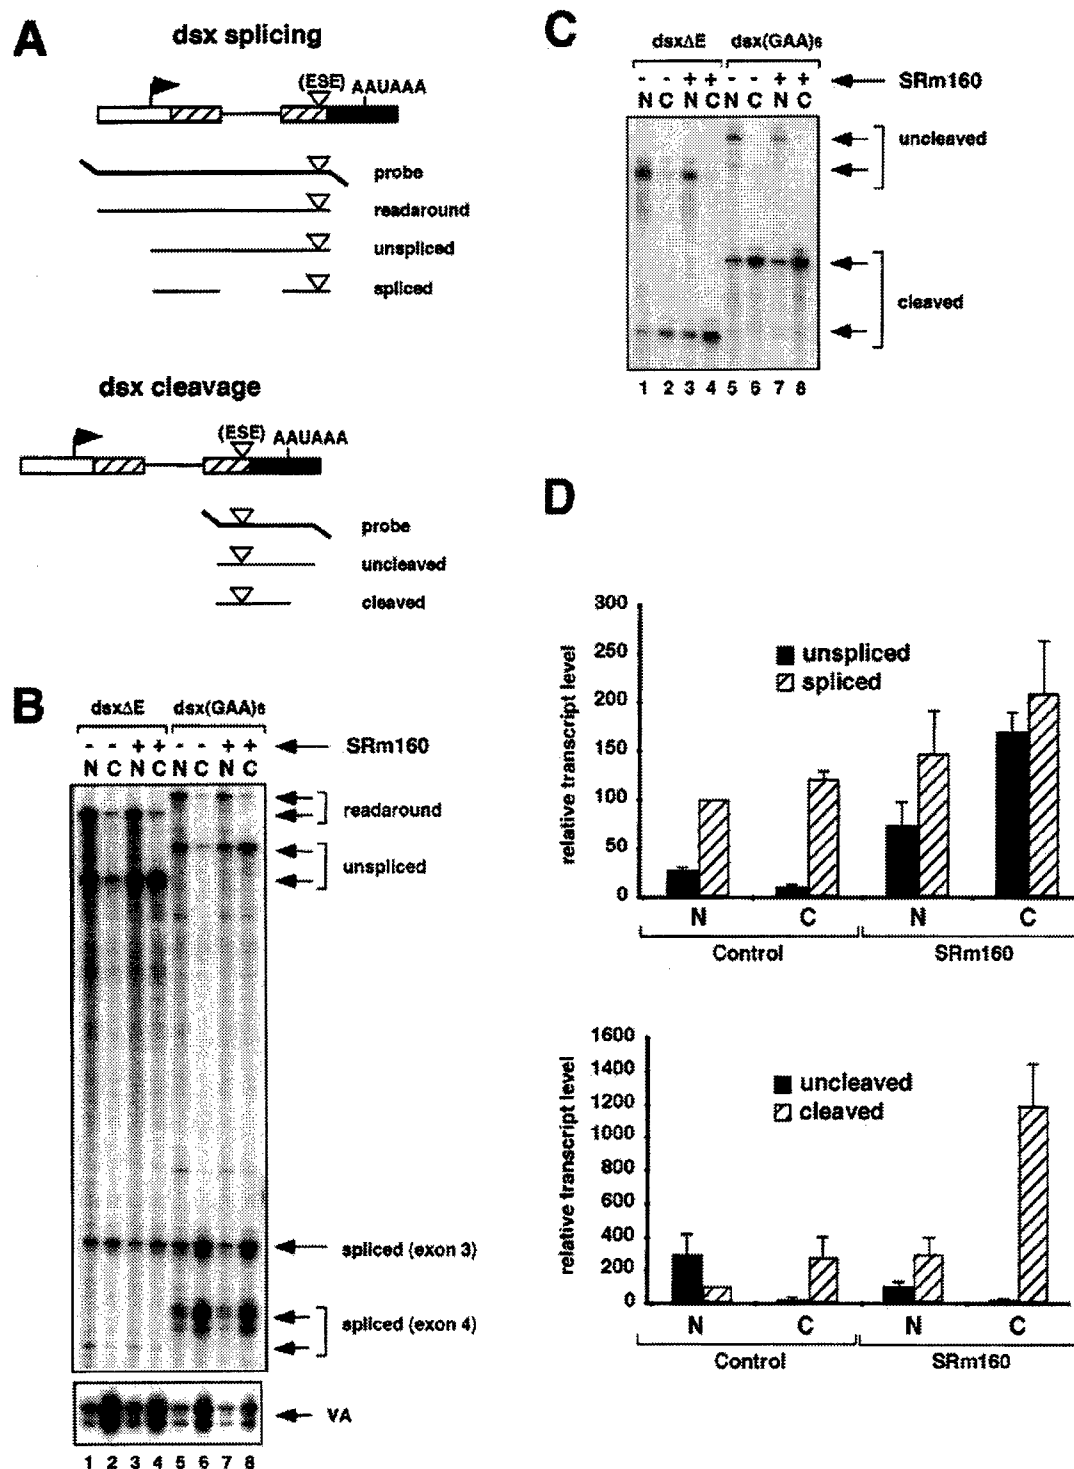 A
dsx splicing
(ESE)
AAUAAA
probe
readaround
unspliced
spliced
dsx cleavage
(ESE)
AAUAAA
probe
uncleaved
cleaved
B
dsxΔE dsx(GAA)6
- - + + - - + + SRm160
N C N C N C N C
readaround
unspliced
spliced (exon 3)
spliced (exon 4)
VA
1 2 3 4 5 6 7 8
C
dsxΔE dsx(GAA)6
- - + + - - + + SRm160
N C N C N C N C
uncleaved
cleaved
1 2 3 4 5 6 7 8
D
relative transcript level
300
250
200
150
100
50
0
unspliced
spliced
N C N C
Control SRm160
relative transcript level
1600
1400
1200
1000
800
600
400
200
0
uncleaved
cleaved
N C N C
Control SRm160